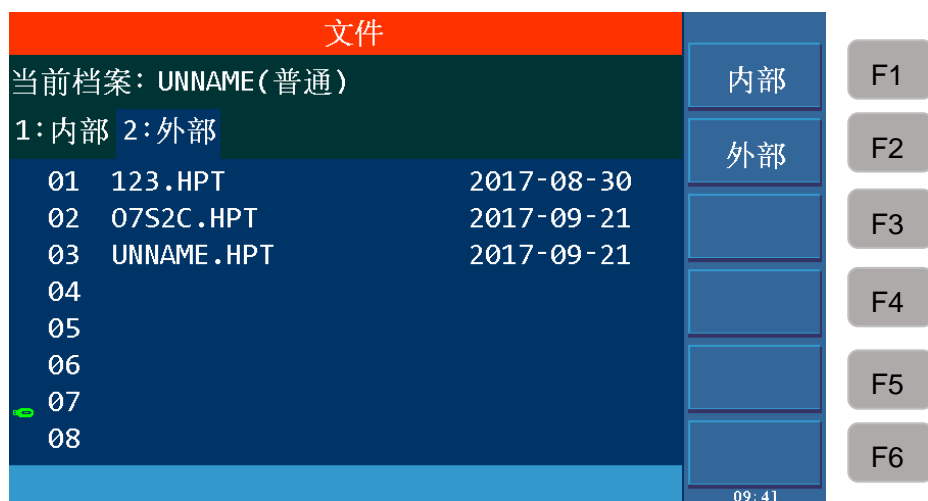 文件
当前档案：UNNAME(普通)
1:内部 2:外部
01 123.HPT 2017-08-30
02 O7S2C.HPT 2017-09-21
03 UNNAME.HPT 2017-09-21
04
05
06
07
08
内部
外部
09:41
F1
F2
F3
F4
F5
F6